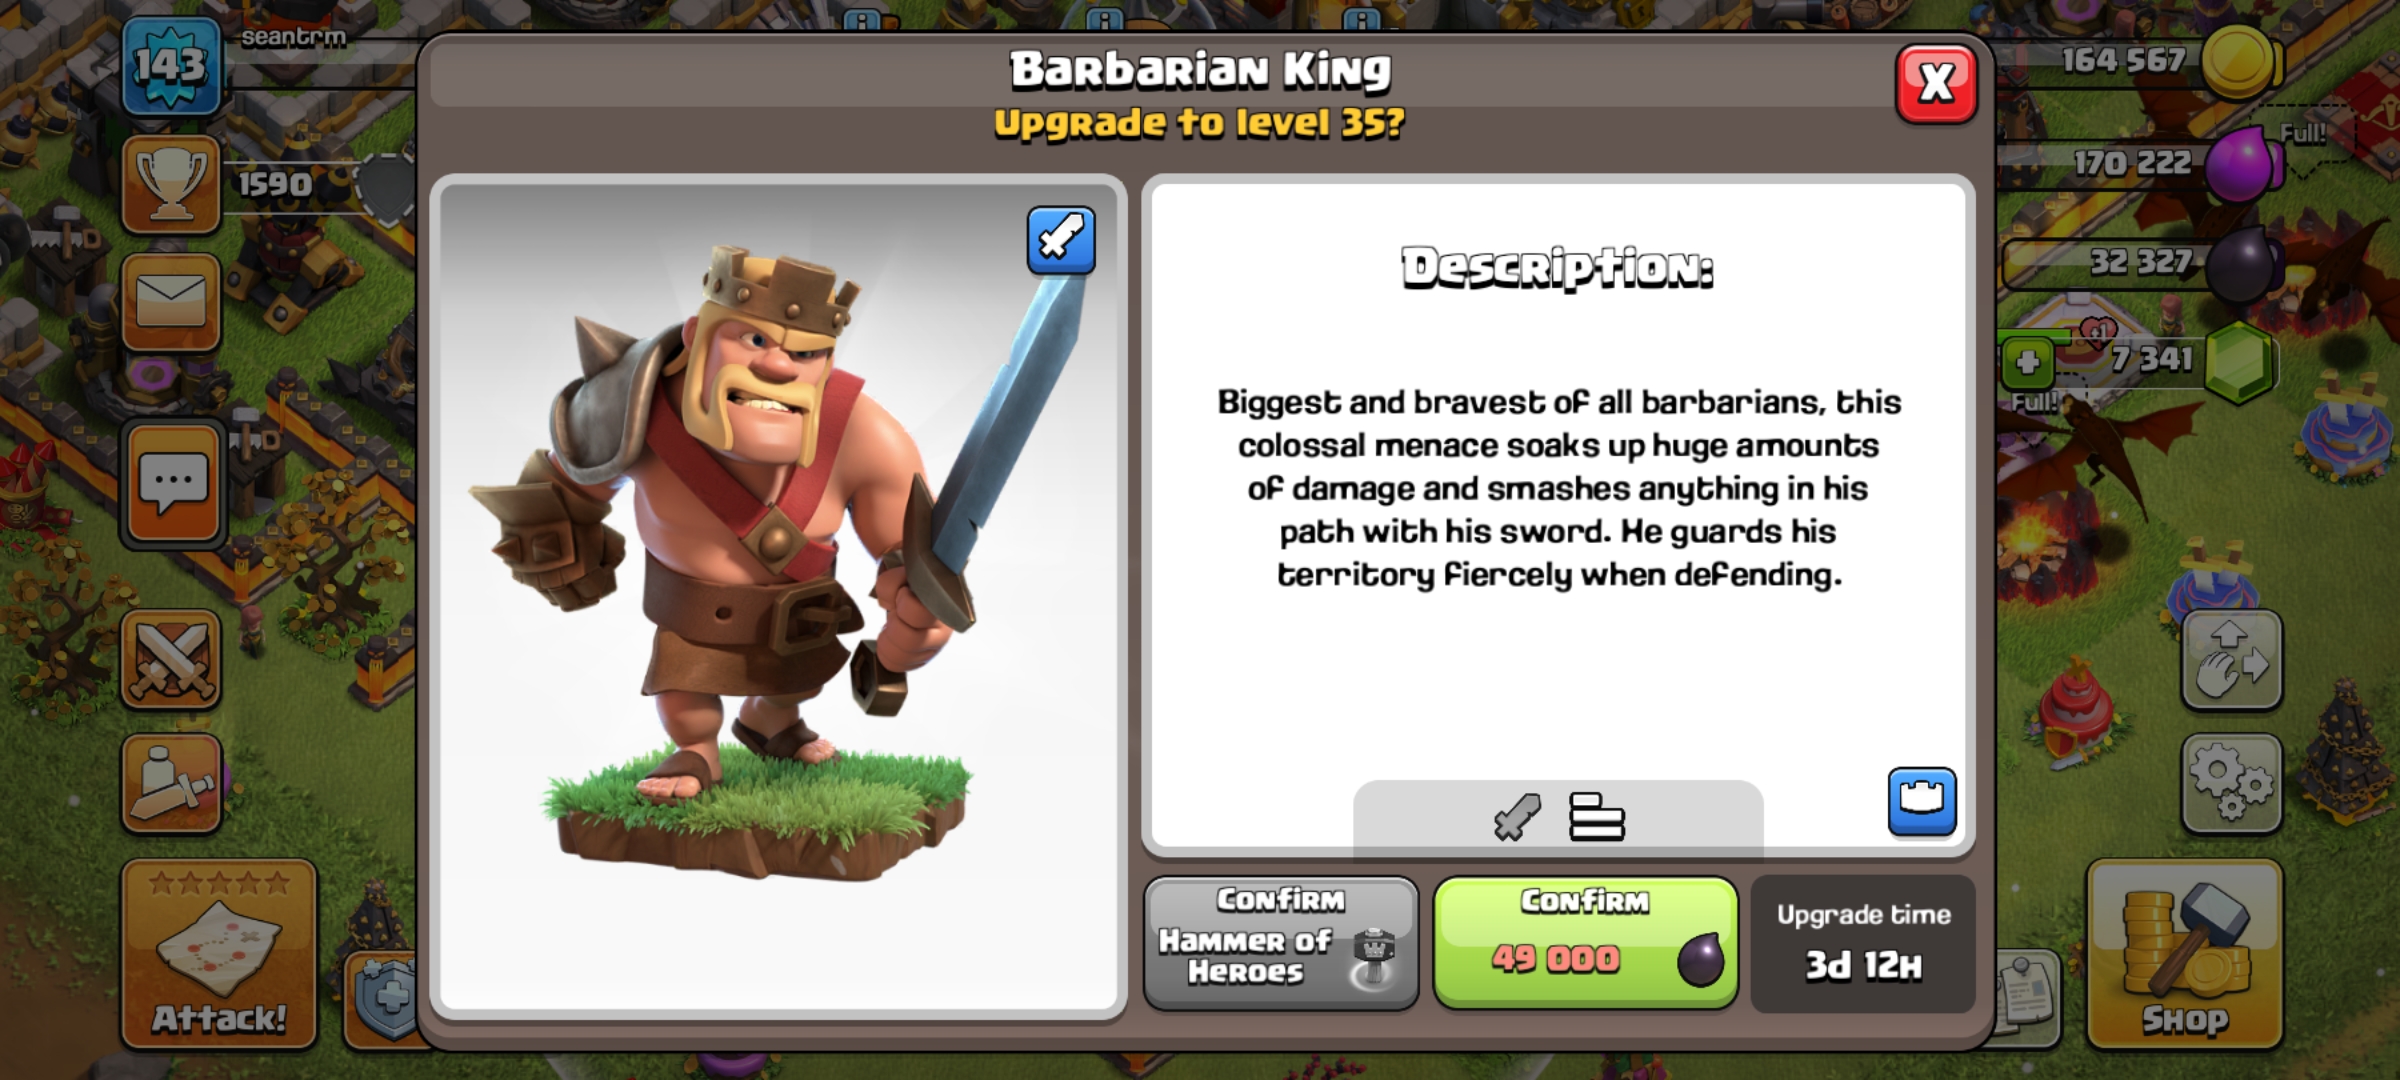 143
seantrm
1590
Attack!
Barbarian King
Upgrade to level 35?
X
Description:
Biggest and bravest of all barbarians, this
colossal menace soaks up huge amounts
of damage and smashes anything in his
path with his sword. He guards his
territory fiercely when defending.
Confirm
Hammer of
Heroes
Confirm
49 000
Upgrade time
3d 12H
164 567
Full!
170 222
32 327
+1
7 341
Full!
Shop